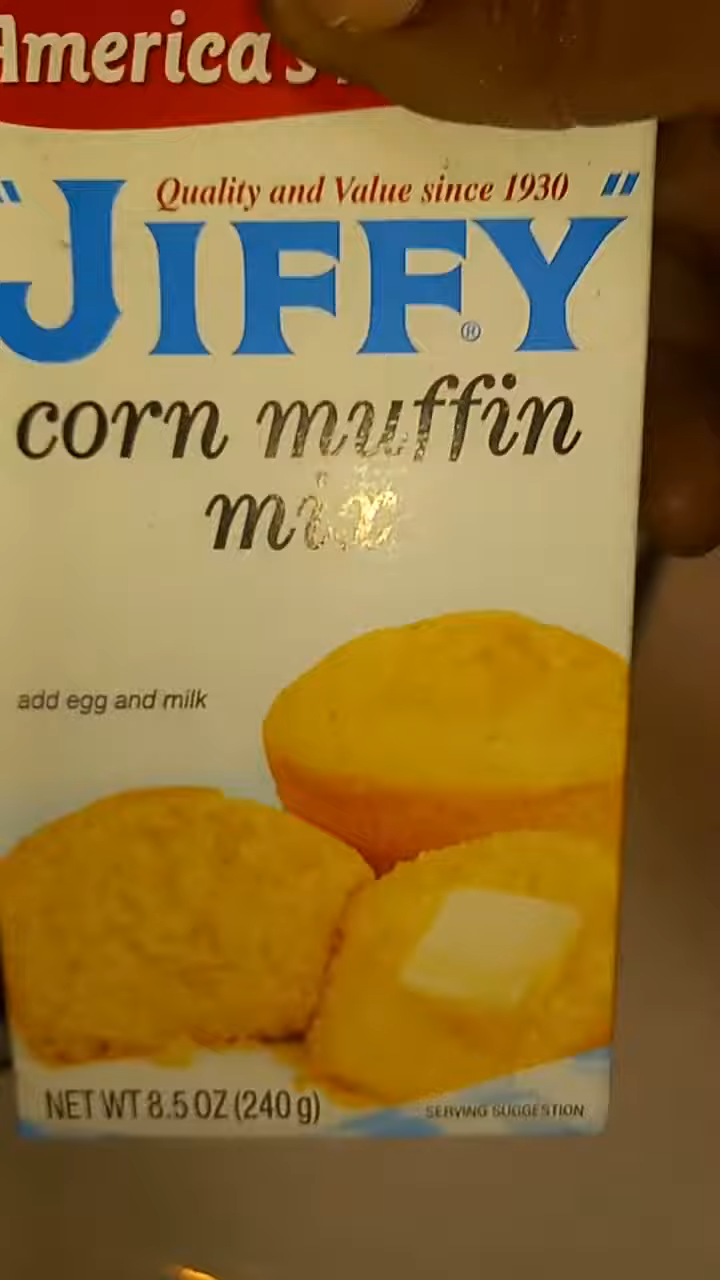 America's
Quality and Value since 1930
"JIFFY"®
corn muffin
mix
add egg and milk
NET WT 8.5 OZ (240 g)
SERVING SUGGESTION